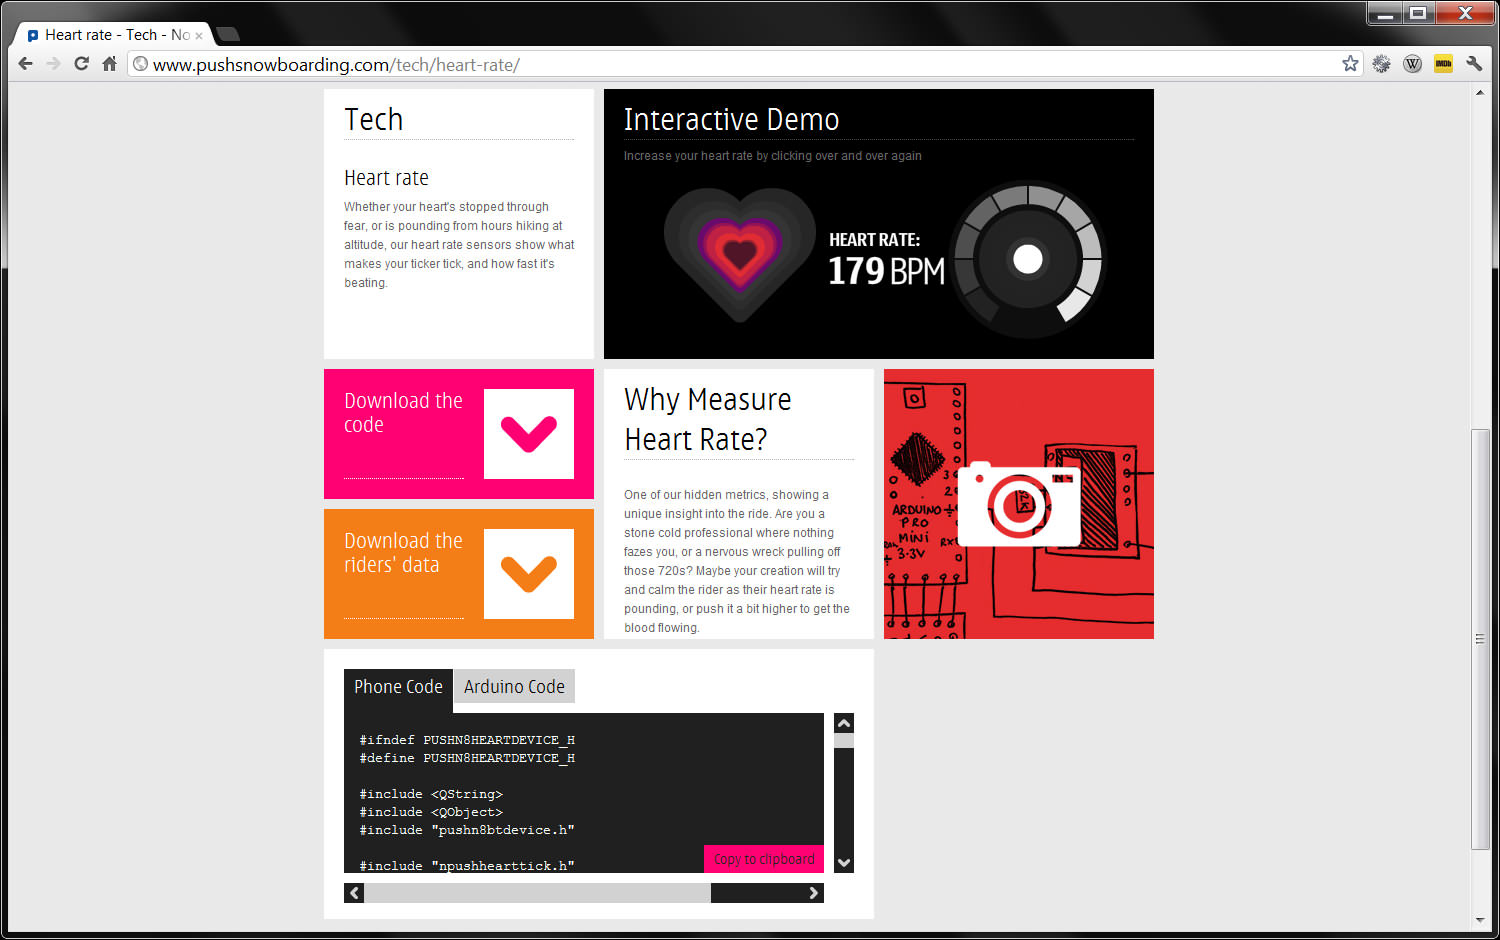 Heart rate - Tech - No
www.pushsnowboarding.com/tech/heart-rate/
W
IMDb
Tech
Heart rate
Whether your heart's stopped through
fear, or is pounding from hours hiking at
altitude, our heart rate sensors show what
makes your ticker tick, and how fast it's
beating.
Interactive Demo
Increase your heart rate by clicking over and over again
HEART RATE:
179 BPM
Download the
code
Download the
riders' data
Why Measure
Heart Rate?
One of our hidden metrics, showing a
unique insight into the ride. Are you a
stone cold professional where nothing
fazes you, or a nervous wreck pulling off
those 720s? Maybe your creation will try
and calm the rider as their heart rate is
pounding, or push it a bit higher to get the
blood flowing.
3
2
ARDUINO
PRO
MINI
3.3V
RX
Phone Code
Arduino Code
#ifndef PUSHN8HEARTDEVICE_H
#define PUSHN8HEARTDEVICE_H
#include <QString>
#include <QObject>
#include "pushn8btdevice.h"
#include "npushhearttick.h"
Copy to clipboard